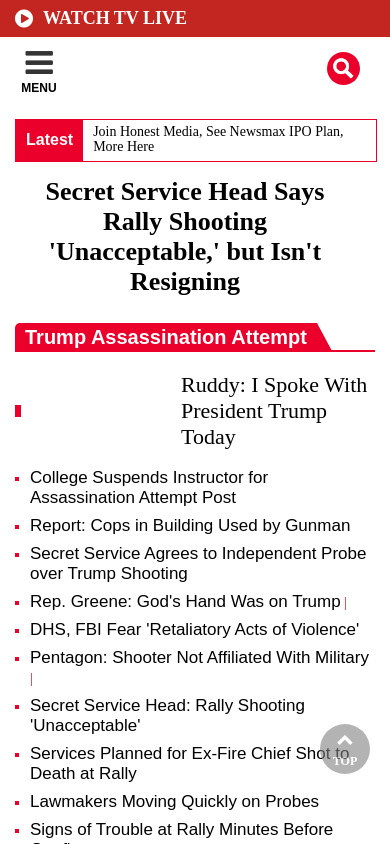 WATCH TV LIVE
MENU
Latest
Join Honest Media, See Newsmax IPO Plan,
More Here
Secret Service Head Says
Rally Shooting
'Unacceptable,' but Isn't
Resigning
Trump Assassination Attempt
Ruddy: I Spoke With
President Trump
Today
College Suspends Instructor for
Assassination Attempt Post
Report: Cops in Building Used by Gunman
Secret Service Agrees to Independent Probe
over Trump Shooting
Rep. Greene: God's Hand Was on Trump |
DHS, FBI Fear 'Retaliatory Acts of Violence'
Pentagon: Shooter Not Affiliated With Military
|
Secret Service Head: Rally Shooting
'Unacceptable'
Services Planned for Ex-Fire Chief Shot to
Death at Rally
TOP
Lawmakers Moving Quickly on Probes
Signs of Trouble at Rally Minutes Before